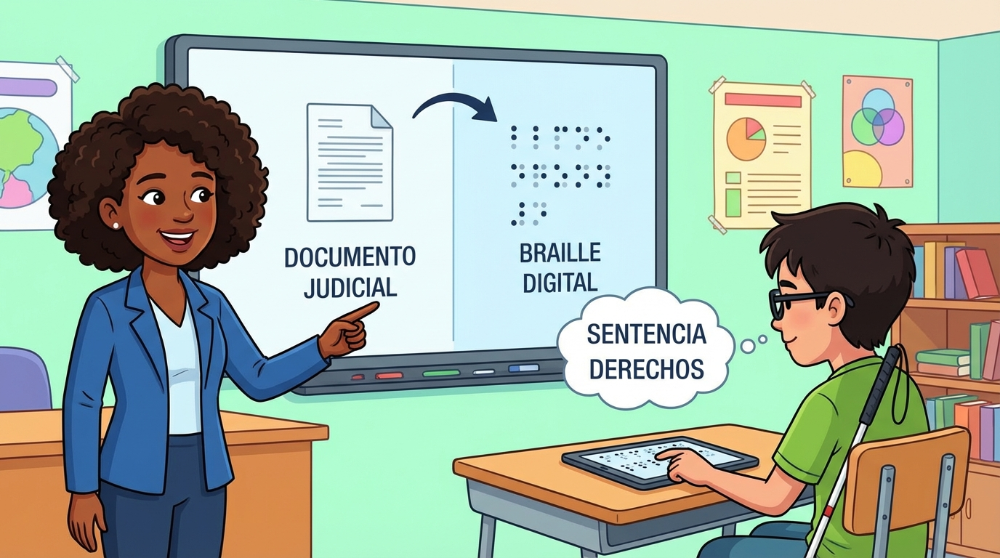 DOCUMENTO
JUDICIAL
BRAILLE
DIGITAL
SENTENCIA
DERECHOS